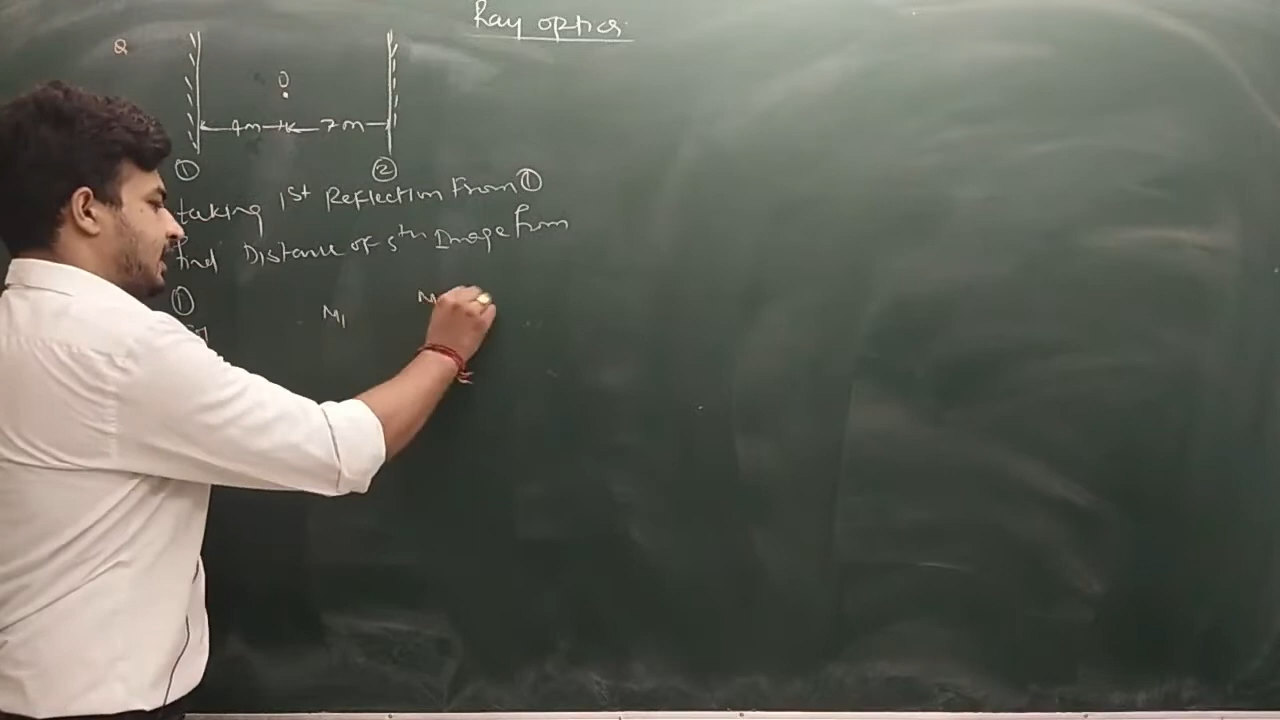 Ray optics
Q
O
4m 7m
① ②
taking 1st Reflection From ①
find Distance of 5th Image from
①
M1